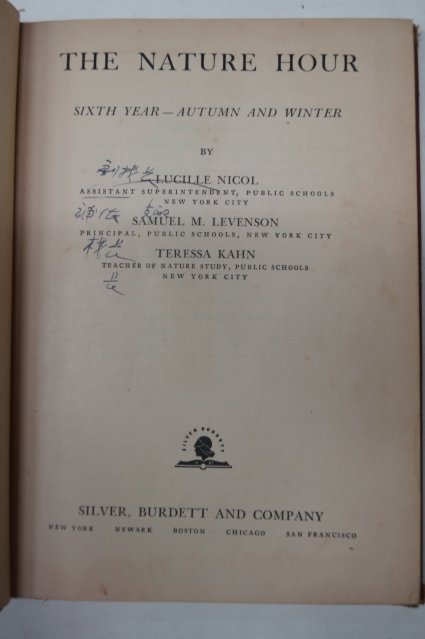 THE NATURE HOUR
SIXTH YEAR — AUTUMN AND WINTER
BY
LUCILLE NICOL
ASSISTANT SUPERINTENDENT, PUBLIC SCHOOLS
NEW YORK CITY
SAMUEL M. LEVENSON
PRINCIPAL, PUBLIC SCHOOLS, NEW YORK CITY
TERESSA KAHN
TEACHER OF NATURE STUDY, PUBLIC SCHOOLS
NEW YORK CITY
SILVER BURDETT
SILVER, BURDETT AND COMPANY
NEW YORK NEWARK BOSTON CHICAGO SAN FRANCISCO